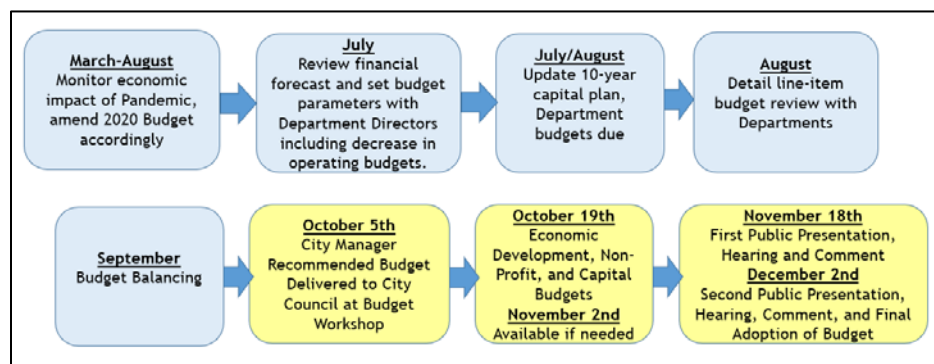 March-August
Monitor economic
impact of Pandemic,
amend 2020 Budget
accordingly
July
Review financial
forecast and set budget
parameters with
Department Directors
including decrease in
operating budgets.
July/August
Update 10-year
capital plan,
Department
budgets due
August
Detail line-item
budget review with
Departments
September
Budget Balancing
October 5th
City Manager
Recommended Budget
Delivered to City
Council at Budget
Workshop
October 19th
Economic
Development, Non-
Profit, and Capital
Budgets
November 2nd
Available if needed
November 18th
First Public Presentation,
Hearing and Comment
December 2nd
Second Public Presentation,
Hearing, Comment, and Final
Adoption of Budget